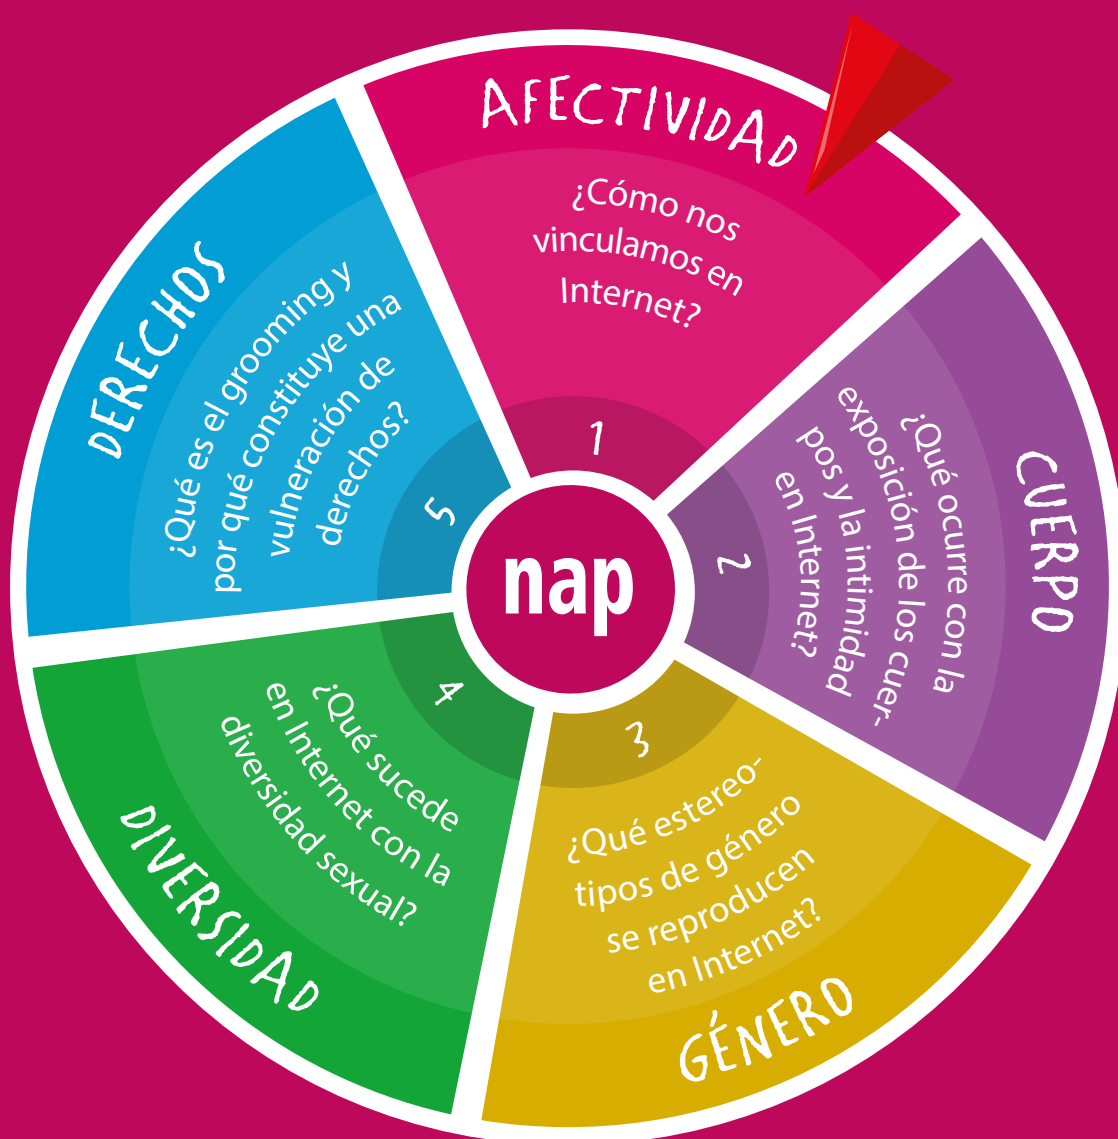 AFECTIVIDAD
¿Cómo nos
vinculamos en
Internet?
1
CUERPO
¿Qué ocurre con la
exposición de los cuer-
pos y la intimidad
en Internet?
2
GÉNERO
¿Qué estereo-
tipos de género
se reproducen
en Internet?
3
DIVERSIDAD
¿Qué sucede
en Internet con la
diversidad sexual?
4
DERECHOS
¿Qué es el grooming y
por qué constituye una
vulneración de
derechos?
5
nap